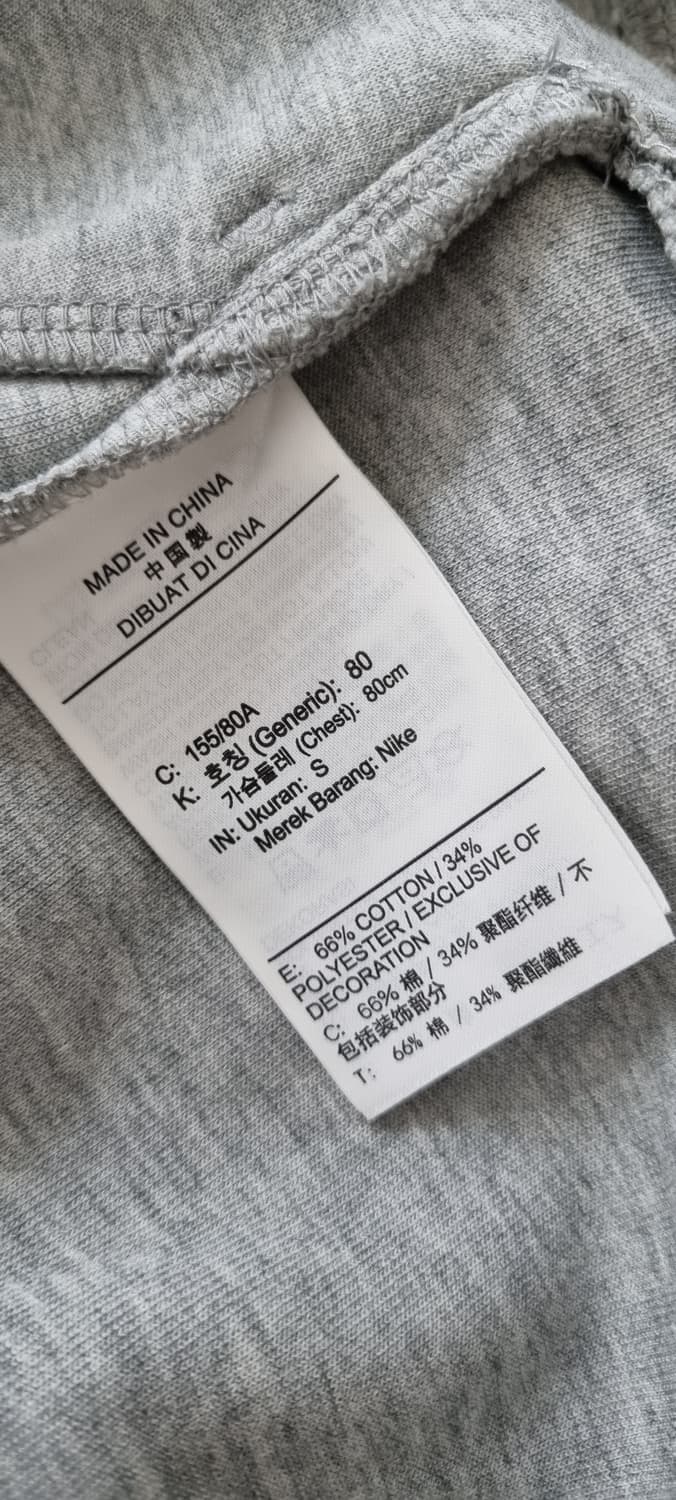 MADE IN CHINA
中国製
DIBUAT DI CINA
C: 155/80A
K: 호칭 (Generic): 80
가슴둘레 (Chest): 80cm
IN: Ukuran: S
Merek Barang: Nike
E: 66% COTTON / 34%
POLYESTER / EXCLUSIVE OF
DECORATION
C: 66% 棉 / 34% 聚酯纤维 / 不
包括装饰部分
T: 66% 棉 / 34% 聚酯纖維